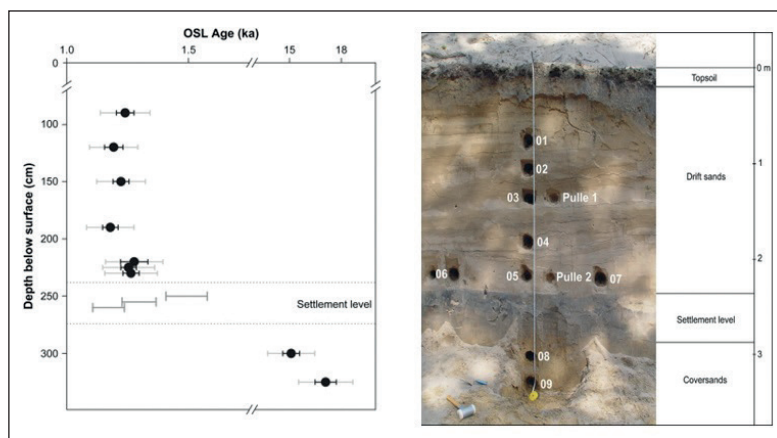 OSL Age (ka)
1.0
1.5
15
18
0
100
150
200
250
300
Depth below surface (cm)
Settlement level
01
02
03
Pulle 1
04
06
05
Pulle 2
07
08
09
0 m
Topsoil
1
Drift sands
2
Settlement level
3
Coversands